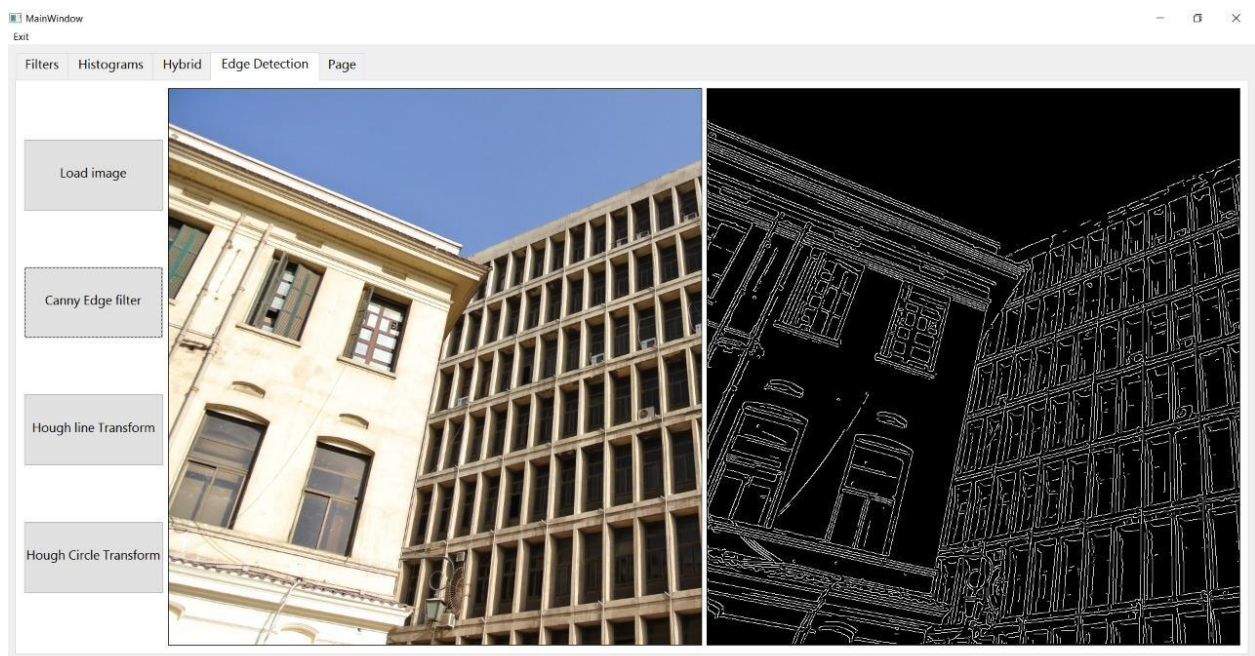 MainWindow
Exit
Filters Histograms Hybrid Edge Detection Page
Load image
Canny Edge filter
Hough line Transform
Hough Circle Transform